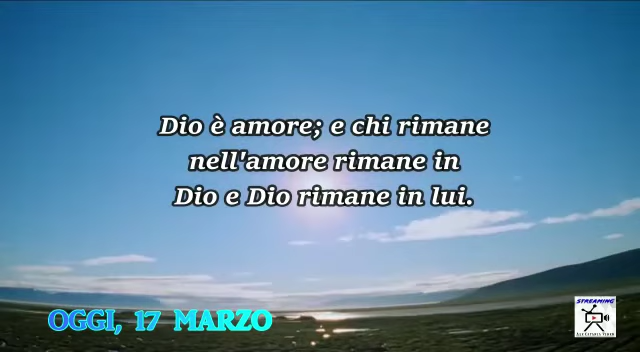 Dio è amore; e chi rimane
nell'amore rimane in
Dio e Dio rimane in lui.
OGGI, 17 MARZO
STREAMING